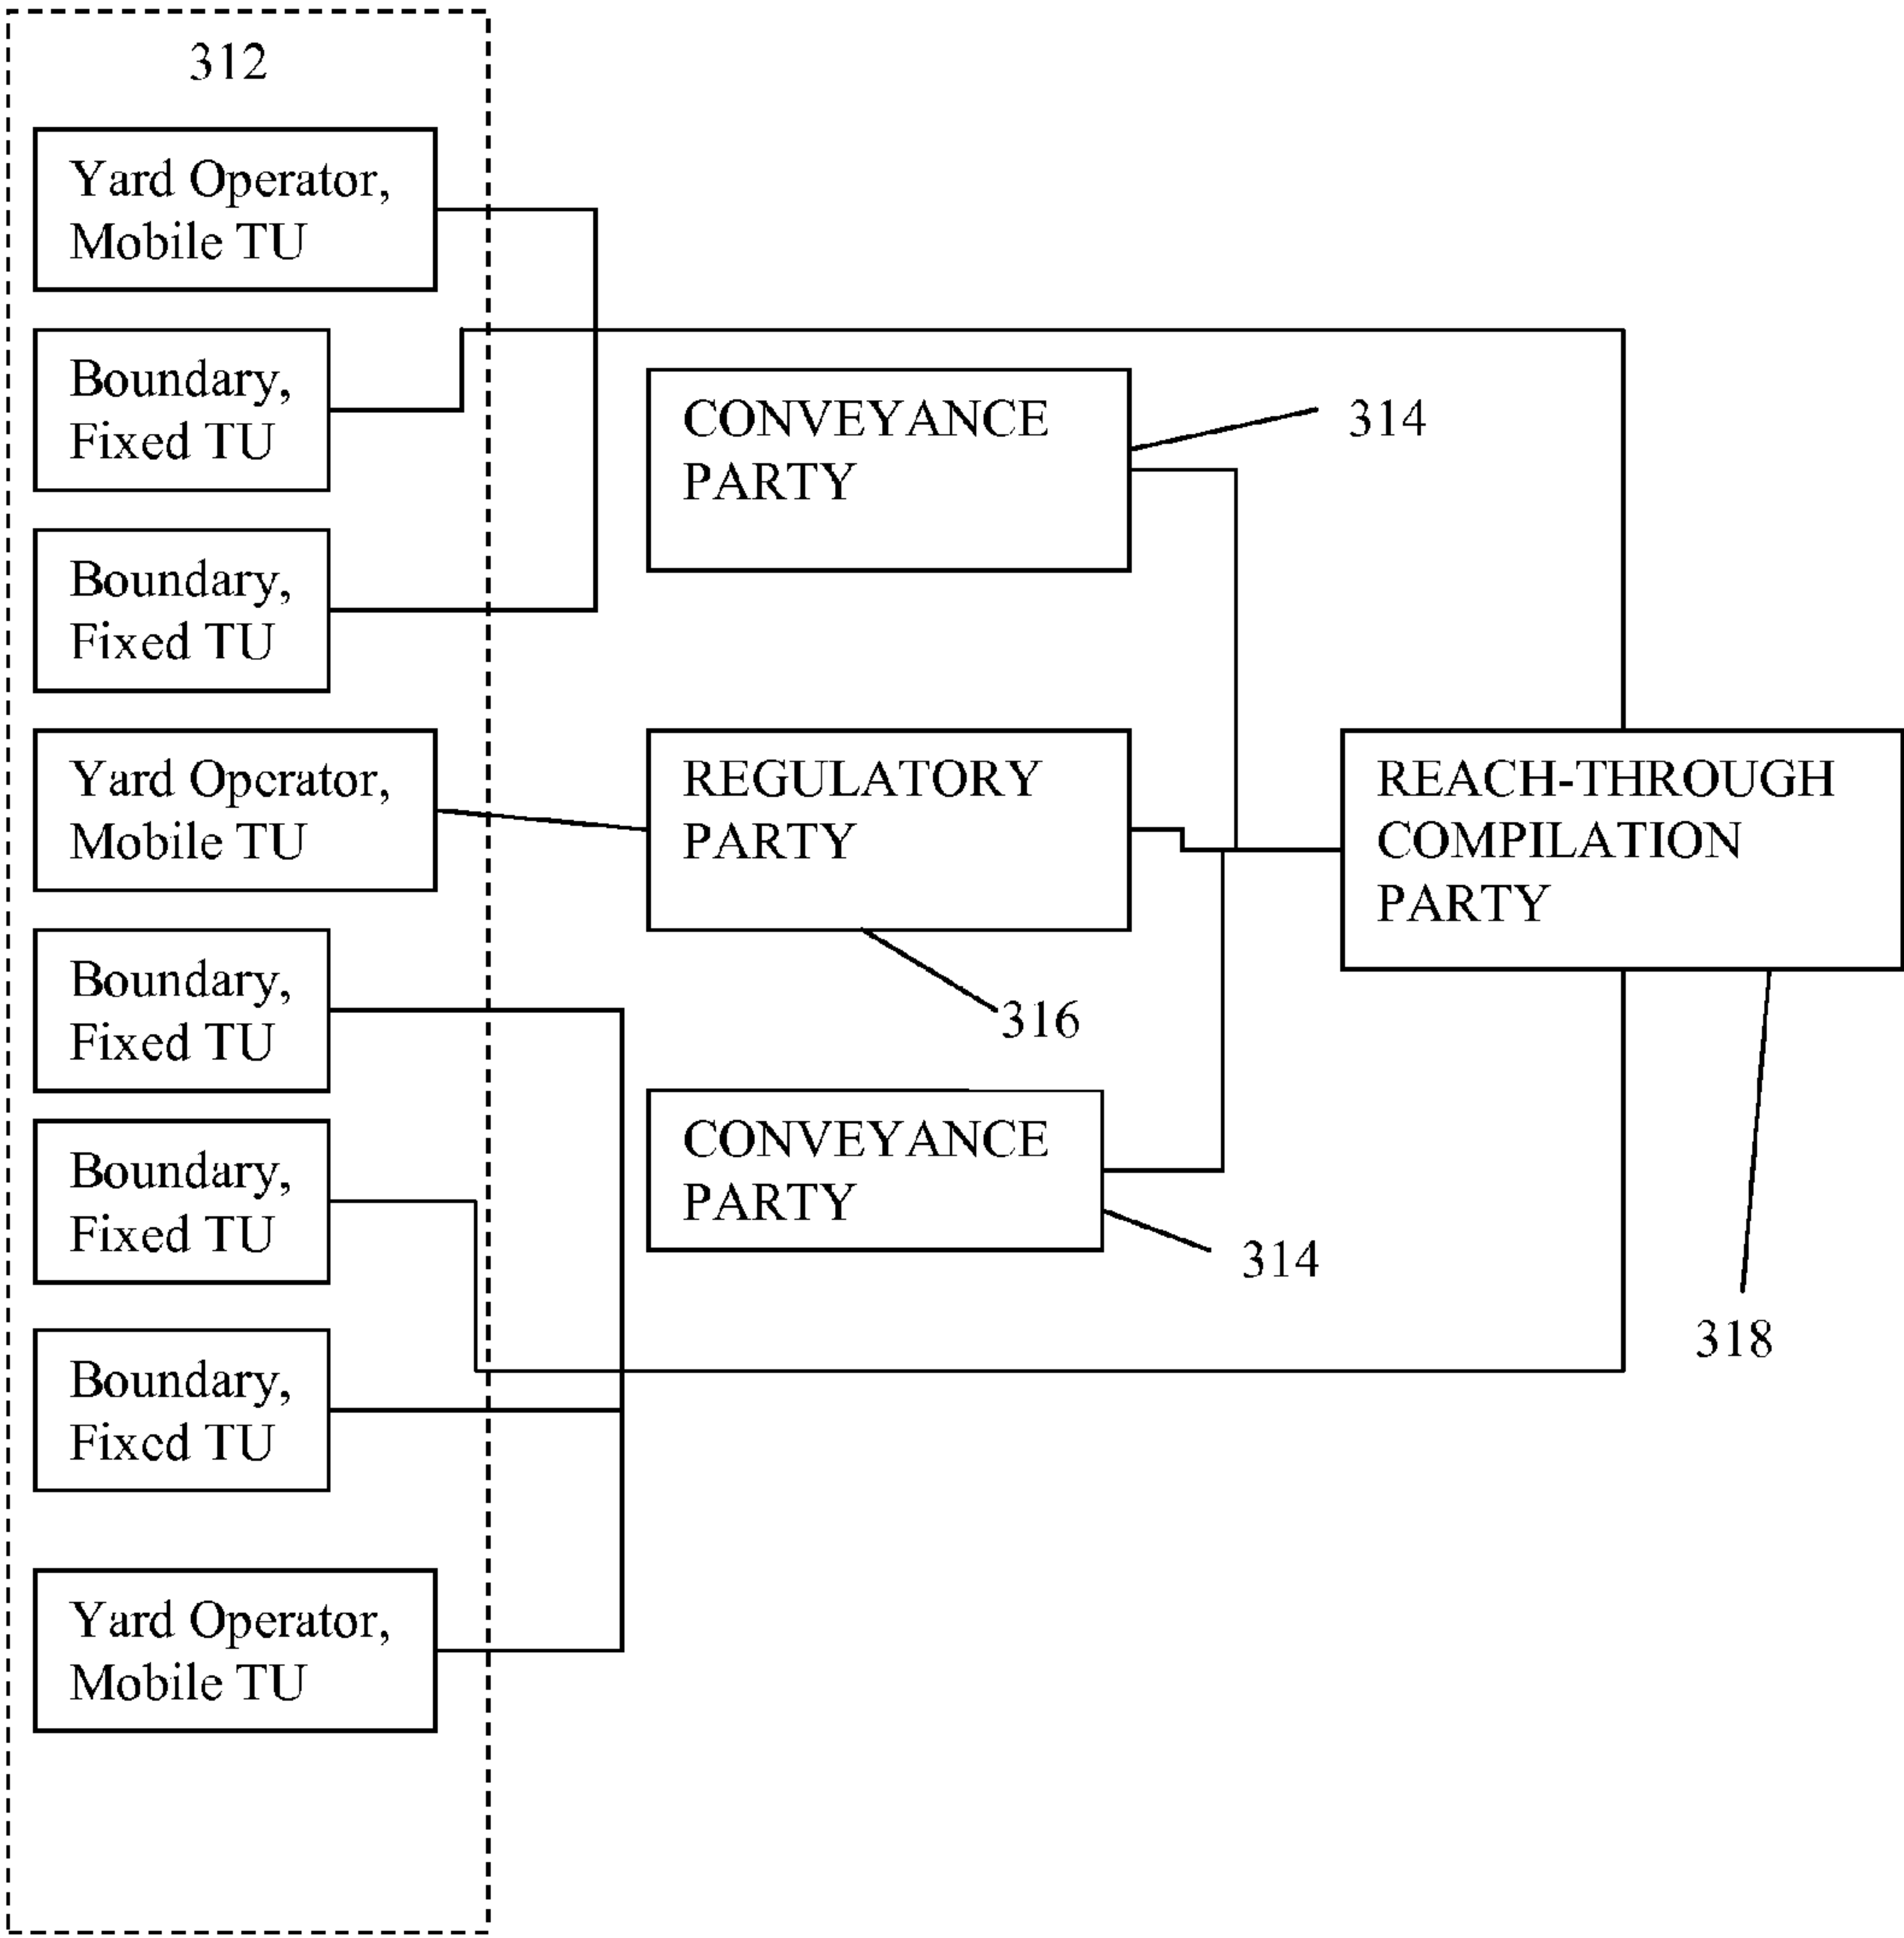 312
Yard Operator,
Mobile TU
Boundary,
Fixed TU
Boundary,
Fixed TU
Yard Operator,
Mobile TU
Boundary,
Fixed TU
Boundary,
Fixed TU
Boundary,
Fixed TU
Yard Operator,
Mobile TU
CONVEYANCE
PARTY
314
REGULATORY
PARTY
316
CONVEYANCE
PARTY
314
REACH-THROUGH
COMPILATION
PARTY
318